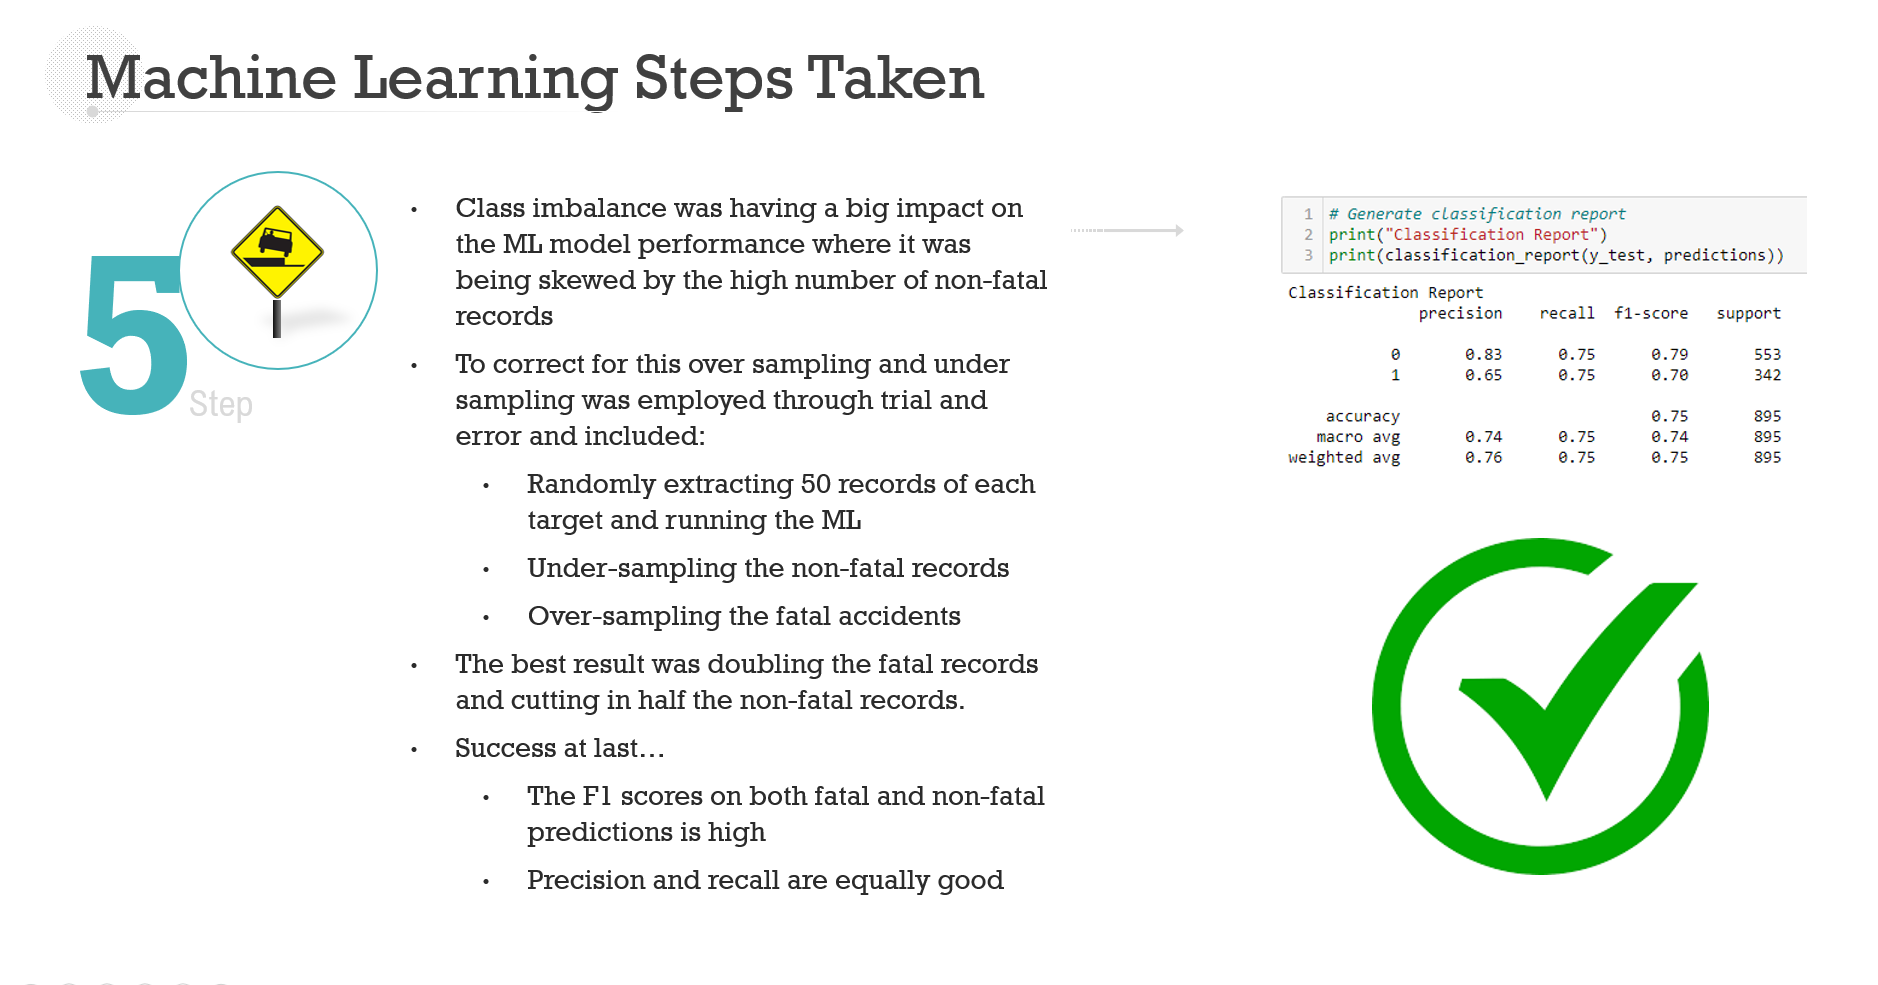 Machine Learning Steps Taken
5
Step
• Class imbalance was having a big impact on
the ML model performance where it was
being skewed by the high number of non-fatal
records
• To correct for this over sampling and under
sampling was employed through trial and
error and included:
• Randomly extracting 50 records of each
target and running the ML
• Under-sampling the non-fatal records
• Over-sampling the fatal accidents
• The best result was doubling the fatal records
and cutting in half the non-fatal records.
• Success at last...
• The F1 scores on both fatal and non-fatal
predictions is high
• Precision and recall are equally good
1 # Generate classification report
2 print("Classification Report")
3 print(classification_report(y_test, predictions))
Classification Report
precision recall f1-score support
0 0.83 0.75 0.79 553
1 0.65 0.75 0.70 342
accuracy 0.75 895
macro avg 0.74 0.75 0.74 895
weighted avg 0.76 0.75 0.75 895